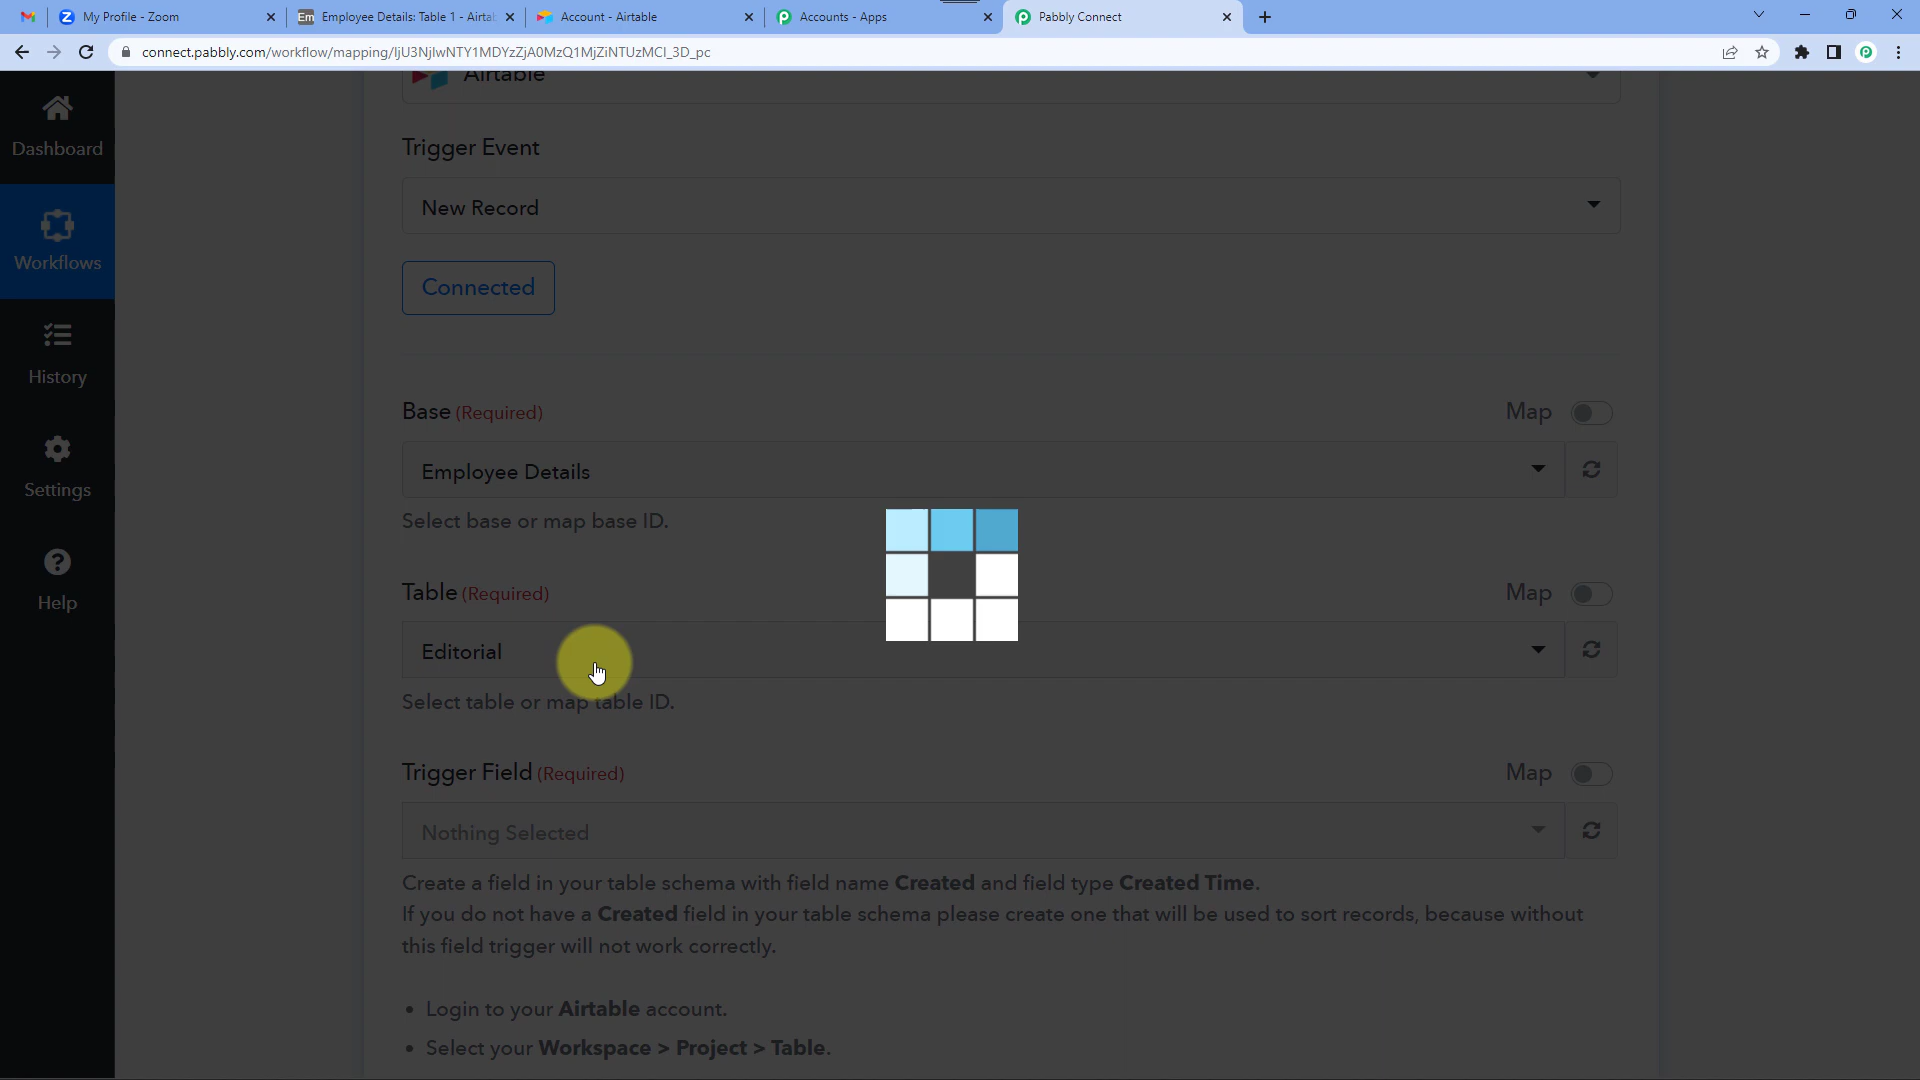 My Profile - Zoom
Em
Employee Details: Table 1 - Airtab
Account - Airtable
Accounts - Apps
Pabbly Connect
connect.pabbly.com/workflow/mapping/
Airtable
Dashboard
Trigger Event
New Record
Workflows
Connected
History
Base (Required)
Map
Employee Details
Settings
Select base or map base ID.
Table (Required)
Map
Help
Editorial
Select table or map table ID.
Trigger Field (Required)
Map
Nothing Selected
Create a field in your table schema with field name Created and field type Created Time.
If you do not have a Created field in your table schema please create one that will be used to sort records, because without
this field trigger will not work correctly.
• Login to your Airtable account.
• Select your Workspace > Project > Table.